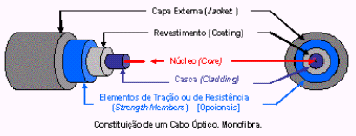 Capa Externa (Jacket)
Revestimento (Coating)
Núcleo (Core)
Casca (Cladding)
Elementos de Tração ou de Resistência
(Strength Members) (Opcionais)
Constituição de um Cabo Óptico. Monofibra.